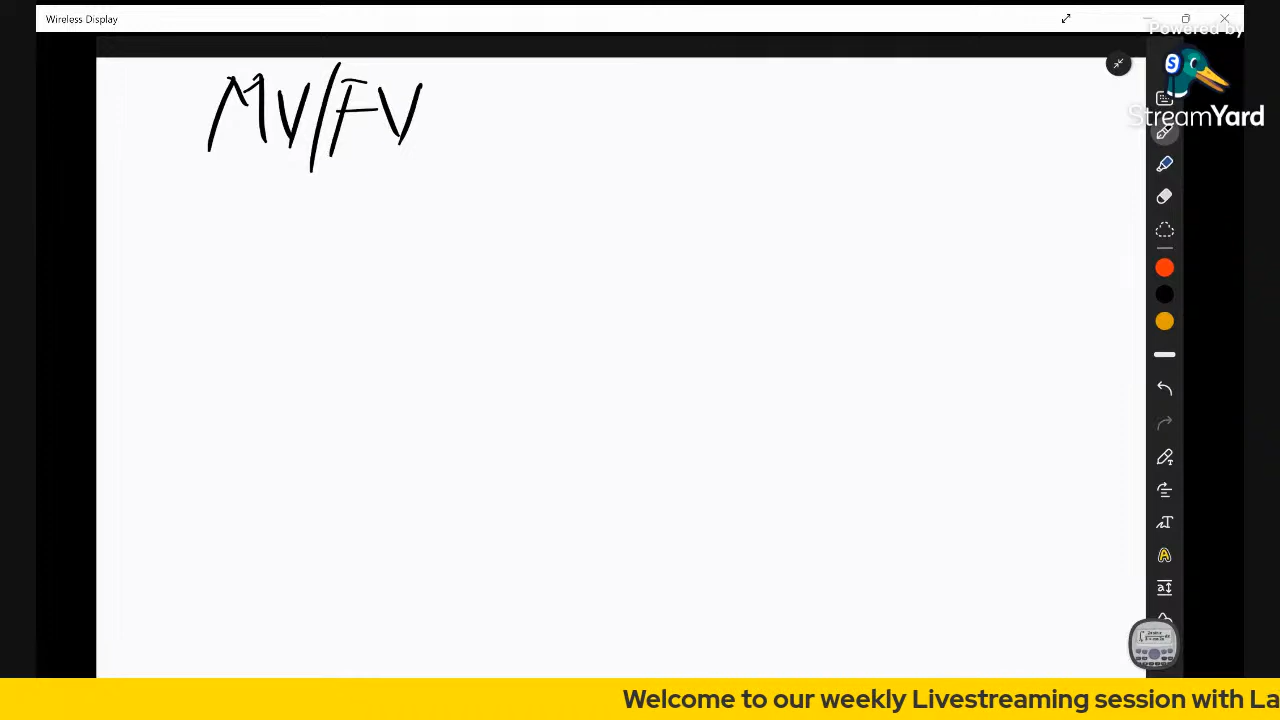 Wireless Display
Powered by
StreamYard
MV/FV
Welcome to our weekly Livestreaming session with La